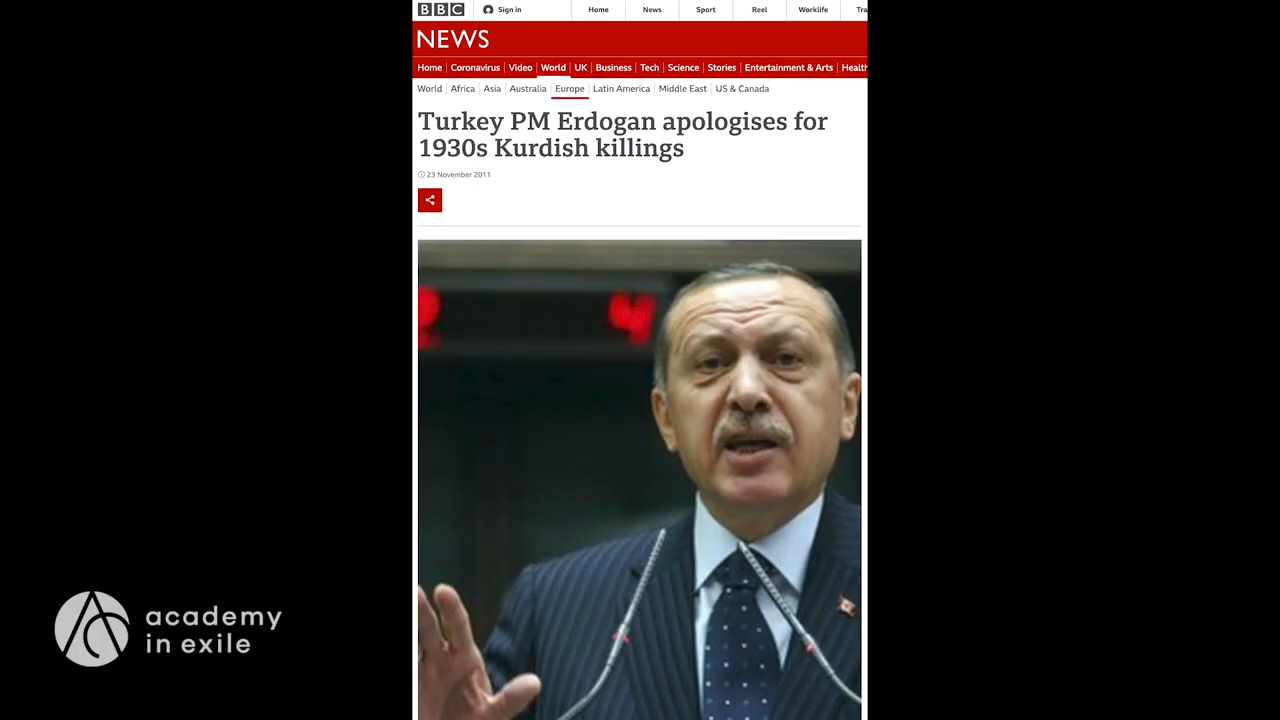 BBC Sign in Home News Sport Reel Worklife Tra
NEWS
Home Coronavirus Video World UK Business Tech Science Stories Entertainment & Arts Health
World Africa Asia Australia Europe Latin America Middle East US & Canada
Turkey PM Erdogan apologises for
1930s Kurdish killings
23 November 2011
4
academy
in exile